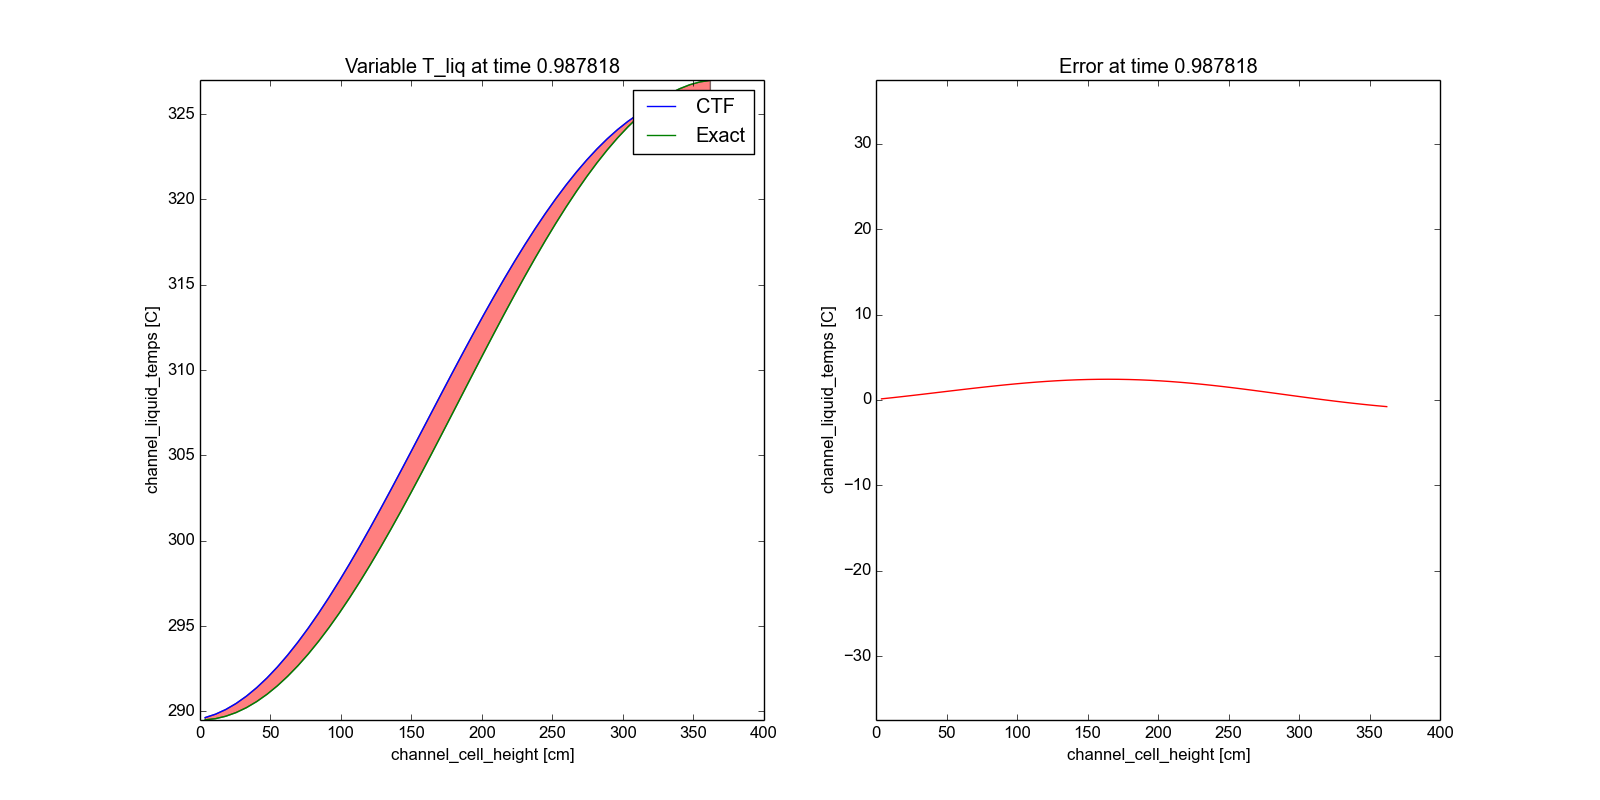 Variable T_liq at time 0.987818
CTF
Exact
325
320
315
310
305
300
295
290
channel_liquid_temps [C]
0 50 100 150 200 250 300 350 400
channel_cell_height [cm]
Error at time 0.987818
30
20
10
0
−10
−20
−30
channel_liquid_temps [C]
0 50 100 150 200 250 300 350 400
channel_cell_height [cm]